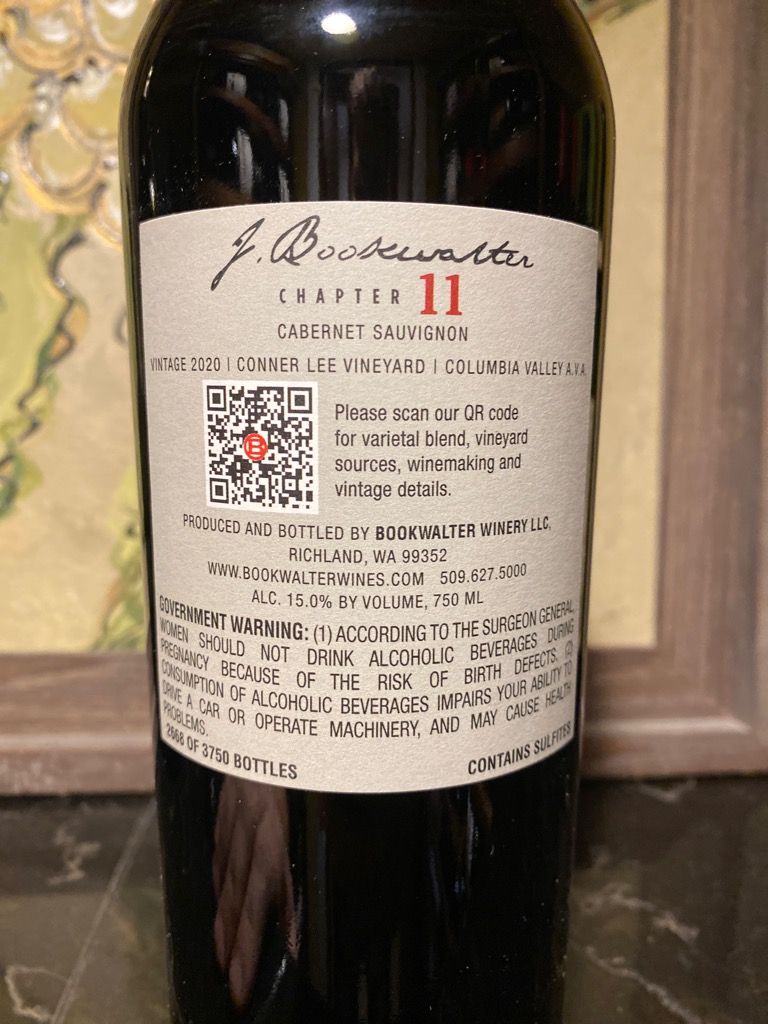 J. Bookwalter
CHAPTER 11
CABERNET SAUVIGNON
VINTAGE 2020 | CONNER LEE VINEYARD | COLUMBIA VALLEY A.V.A.
Please scan our QR code
for varietal blend, vineyard
sources, winemaking and
vintage details.
B
PRODUCED AND BOTTLED BY BOOKWALTER WINERY LLC,
RICHLAND, WA 99352
WWW.BOOKWALTERWINES.COM 509.627.5000
ALC. 15.0% BY VOLUME, 750 ML
GOVERNMENT WARNING: (1) ACCORDING TO THE SURGEON GENERAL,
WOMEN SHOULD NOT DRINK ALCOHOLIC BEVERAGES DURING
PREGNANCY BECAUSE OF THE RISK OF BIRTH DEFECTS. (2)
CONSUMPTION OF ALCOHOLIC BEVERAGES IMPAIRS YOUR ABILITY TO
DRIVE A CAR OR OPERATE MACHINERY, AND MAY CAUSE HEALTH
PROBLEMS.
2668 OF 3750 BOTTLES
CONTAINS SULFITES